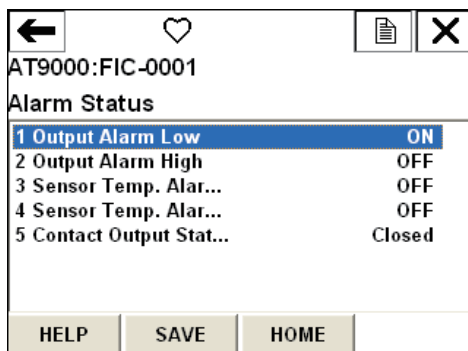 AT9000:FIC-0001
Alarm Status
1 Output Alarm Low ON
2 Output Alarm High OFF
3 Sensor Temp. Alar... OFF
4 Sensor Temp. Alar... OFF
5 Contact Output Stat... Closed
HELP SAVE HOME